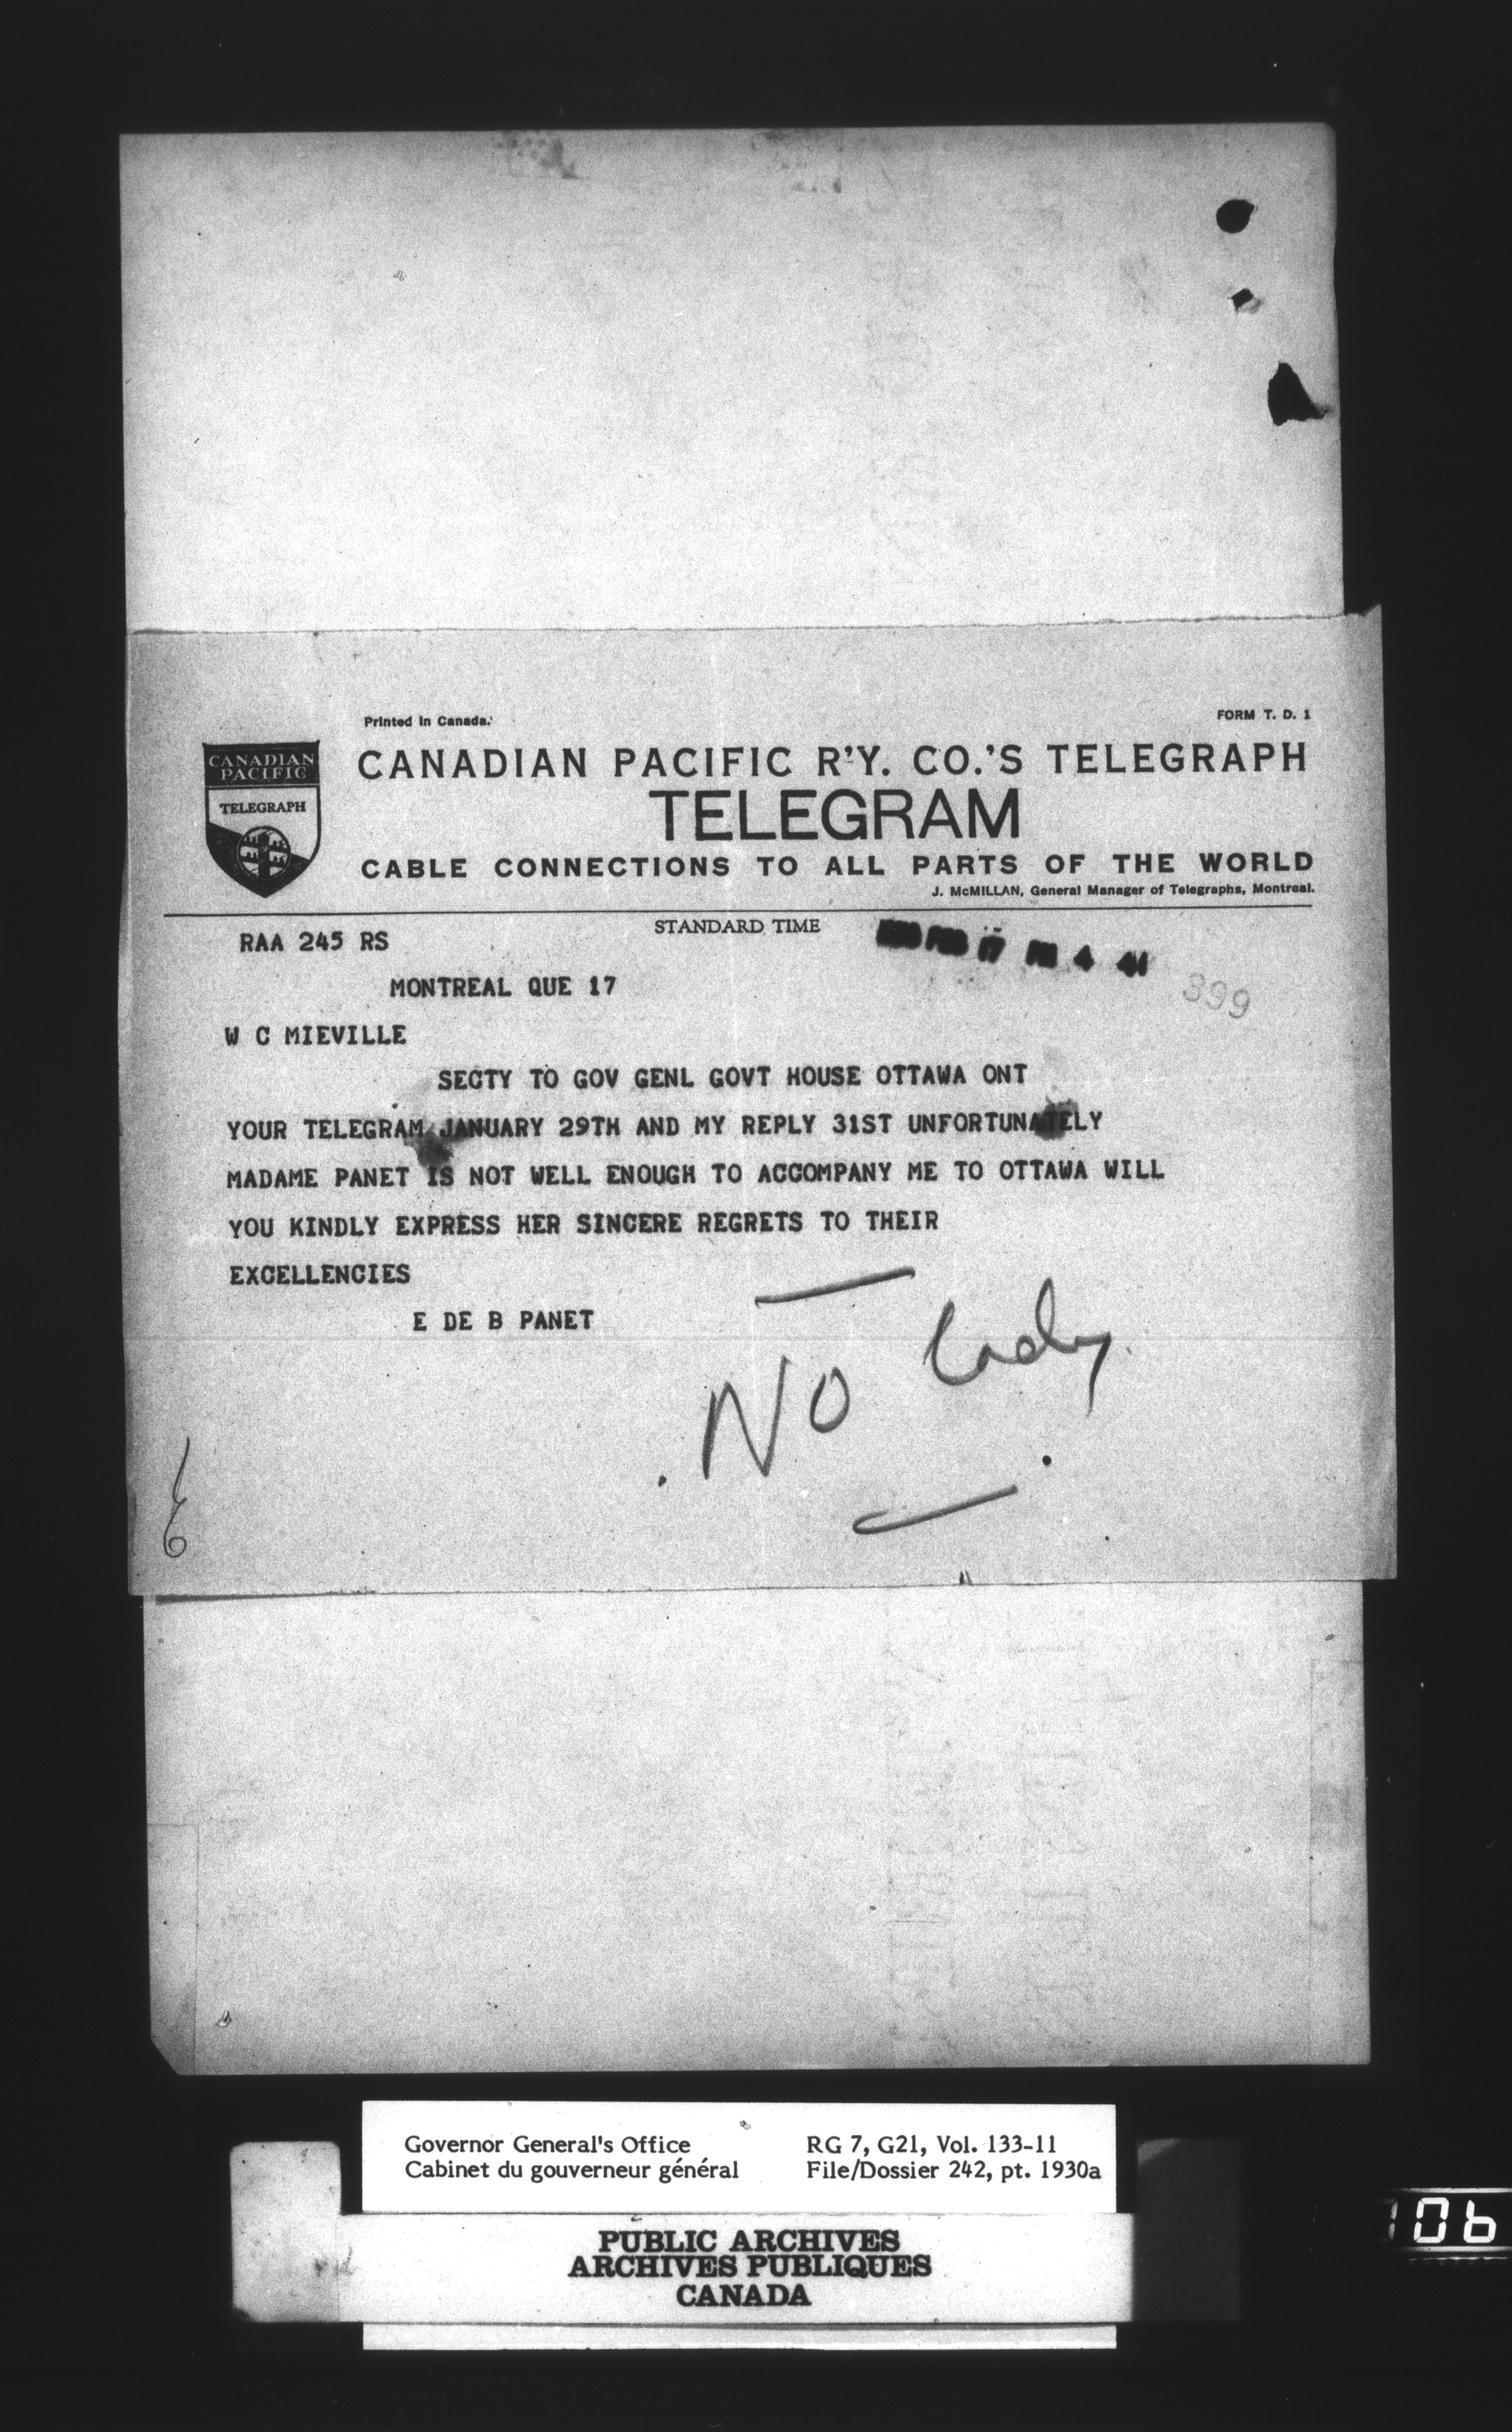 Printed in Canada.
FORM T. D. 1
CANADIAN PACIFIC
TELEGRAPH
CANADIAN PACIFIC R'Y. CO.'S TELEGRAPH
TELEGRAM
CABLE CONNECTIONS TO ALL PARTS OF THE WORLD
J. McMILLAN, General Manager of Telegraphs, Montreal.
STANDARD TIME
RAA 245 RS
FEB 17 PM 4 41
399
MONTREAL QUE 17
W C MIEVILLE
SECTY TO GOV GENL GOVT HOUSE OTTAWA ONT
YOUR TELEGRAM JANUARY 29TH AND MY REPLY 31ST UNFORTUNATELY
MADAME PANET IS NOT WELL ENOUGH TO ACCOMPANY ME TO OTTAWA WILL
YOU KINDLY EXPRESS HER SINCERE REGRETS TO THEIR
EXCELLENCIES
E DE B PANET
No Lady.
Governor General's Office
Cabinet du gouverneur général
RG 7, G21, Vol. 133-11
File/Dossier 242, pt. 1930a
PUBLIC ARCHIVES
ARCHIVES PUBLIQUES
CANADA
106